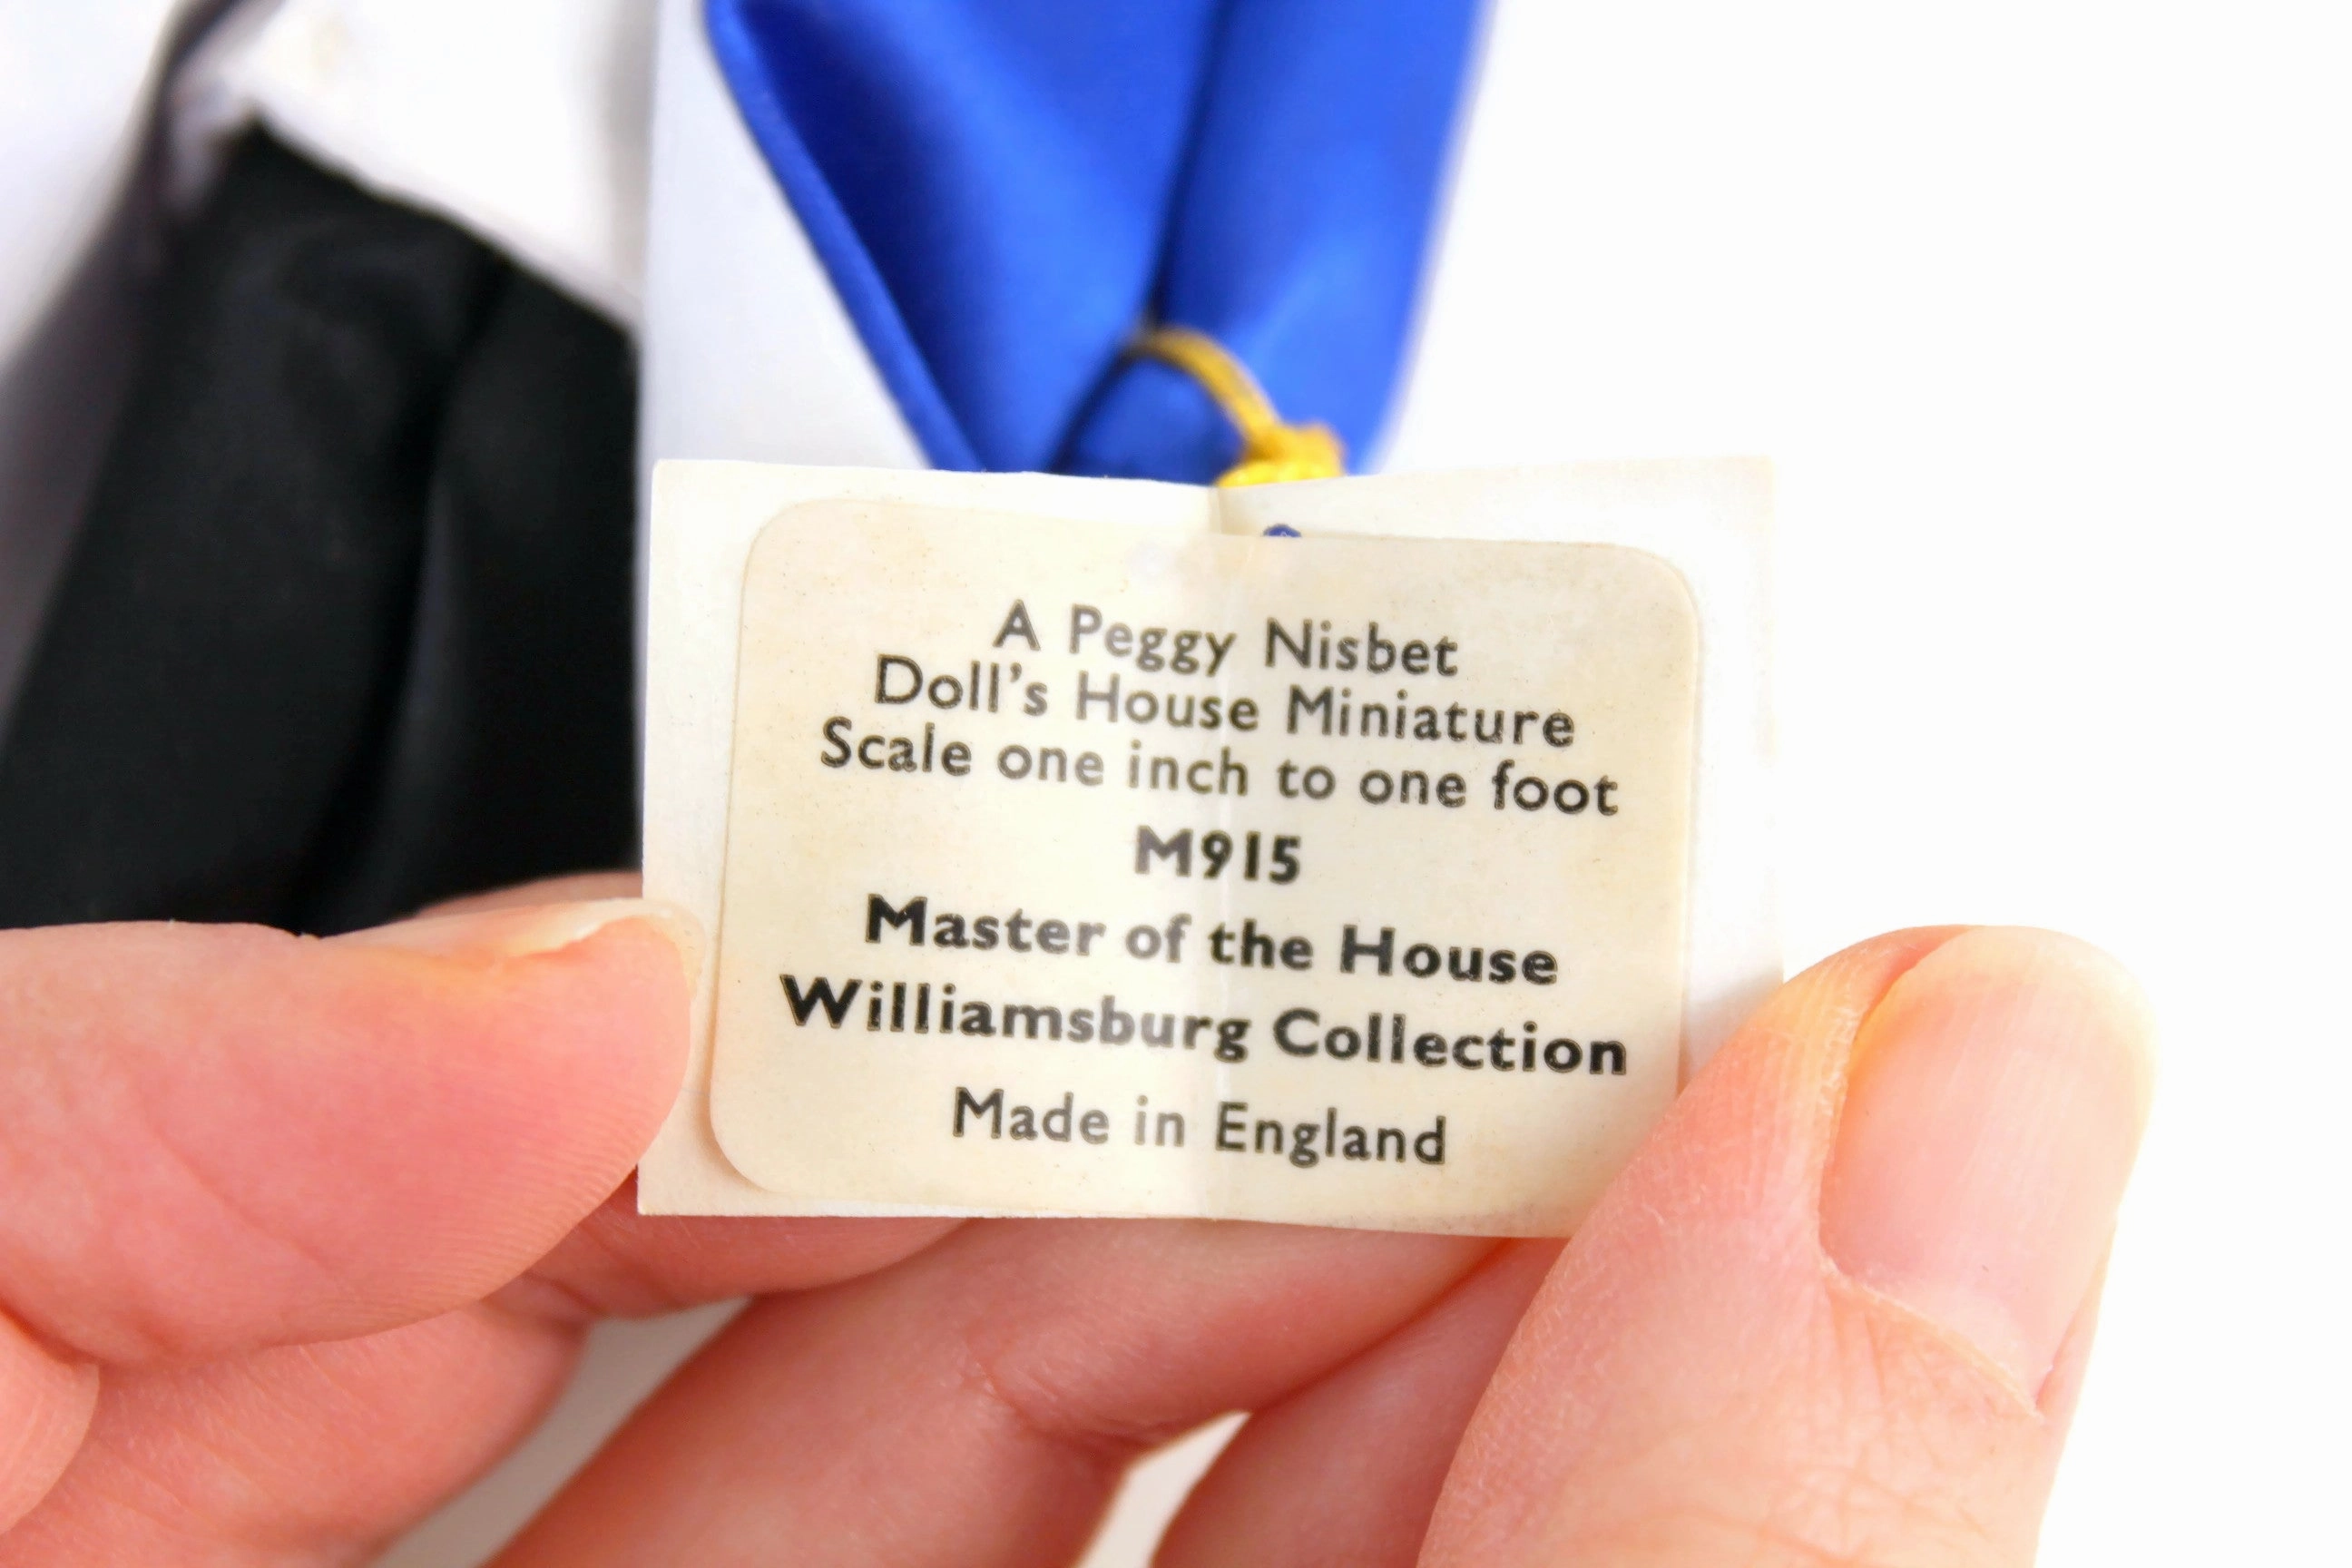 A Peggy Nisbet
Doll's House Miniature
Scale one inch to one foot
M915
Master of the House
Williamsburg Collection
Made in England